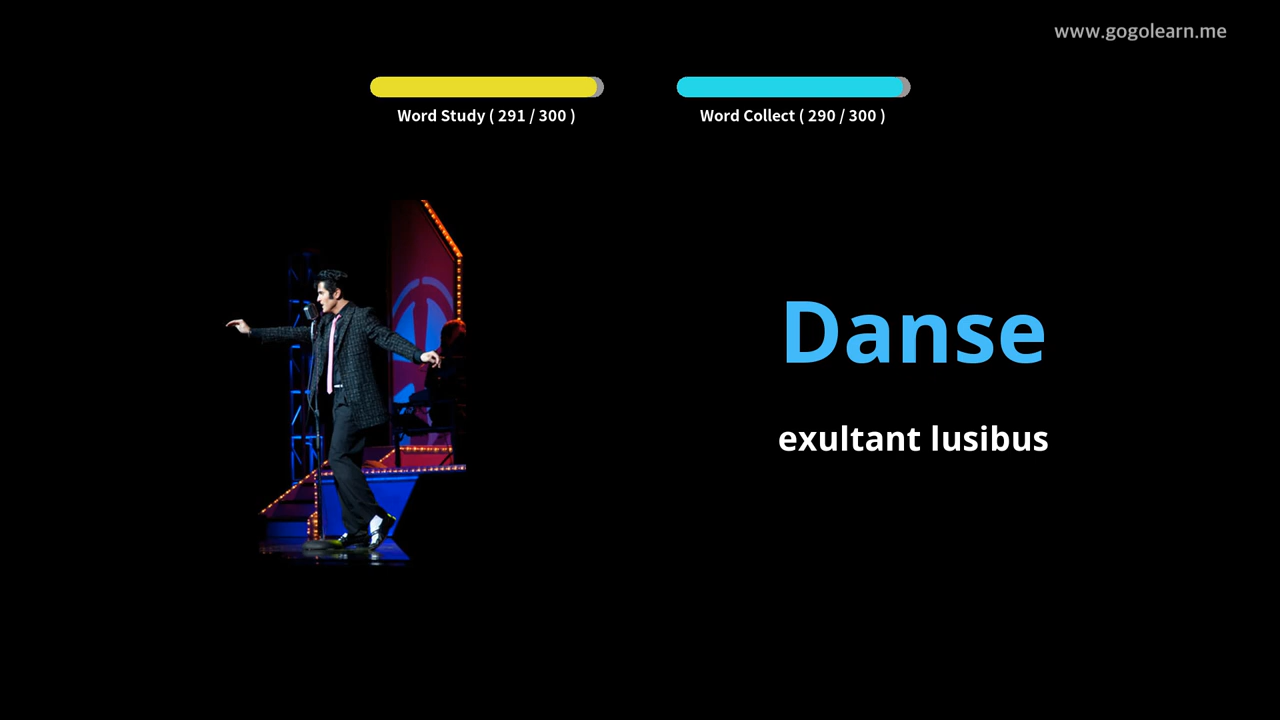 www.gogolearn.me
Word Study ( 291 / 300 )
Word Collect ( 290 / 300 )
Danse
exultant lusibus